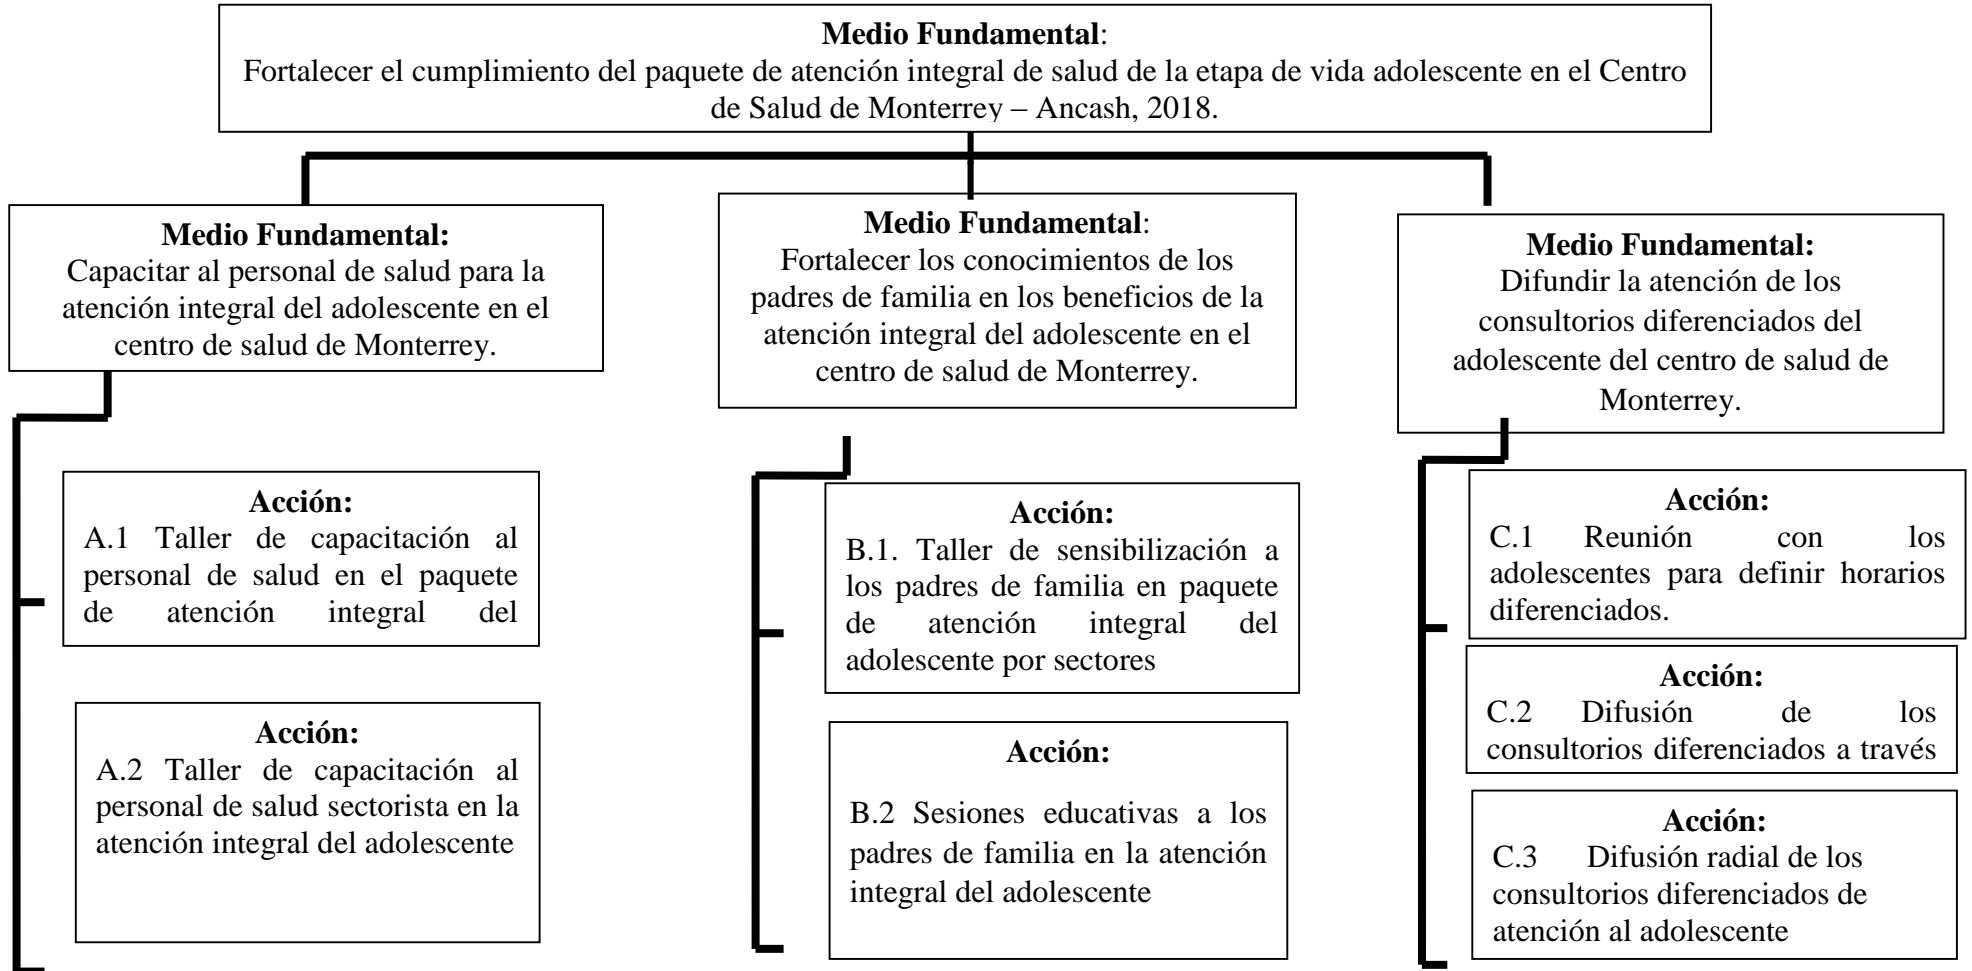 Medio Fundamental:
Fortalecer el cumplimiento del paquete de atención integral de salud de la etapa de vida adolescente en el Centro
de Salud de Monterrey – Ancash, 2018.
Medio Fundamental:
Capacitar al personal de salud para la
atención integral del adolescente en el
centro de salud de Monterrey.
Medio Fundamental:
Fortalecer los conocimientos de los
padres de familia en los beneficios de la
atención integral del adolescente en el
centro de salud de Monterrey.
Medio Fundamental:
Difundir la atención de los
consultorios diferenciados del
adolescente del centro de salud de
Monterrey.
Acción:
A.1 Taller de capacitación al
personal de salud en el paquete
de atención integral del
Acción:
A.2 Taller de capacitación al
personal de salud sectorista en la
atención integral del adolescente
Acción:
B.1. Taller de sensibilización a
los padres de familia en paquete
de atención integral del
adolescente por sectores
Acción:
B.2 Sesiones educativas a los
padres de familia en la atención
integral del adolescente
Acción:
C.1 Reunión con los
adolescentes para definir horarios
diferenciados.
Acción:
C.2 Difusión de los
consultorios diferenciados a través
Acción:
C.3 Difusión radial de los
consultorios diferenciados de
atención al adolescente